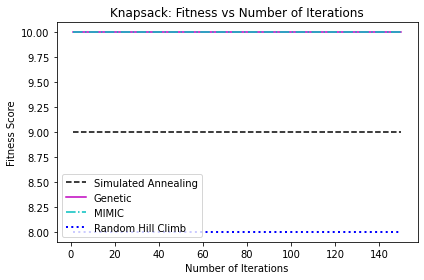 Knapsack: Fitness vs Number of Iterations
10.00
9.75
9.50
9.25
9.00
8.75
8.50
8.25
8.00
Fitness Score
Simulated Annealing
Genetic
MIMIC
Random Hill Climb
0 20 40 60 80 100 120 140
Number of Iterations